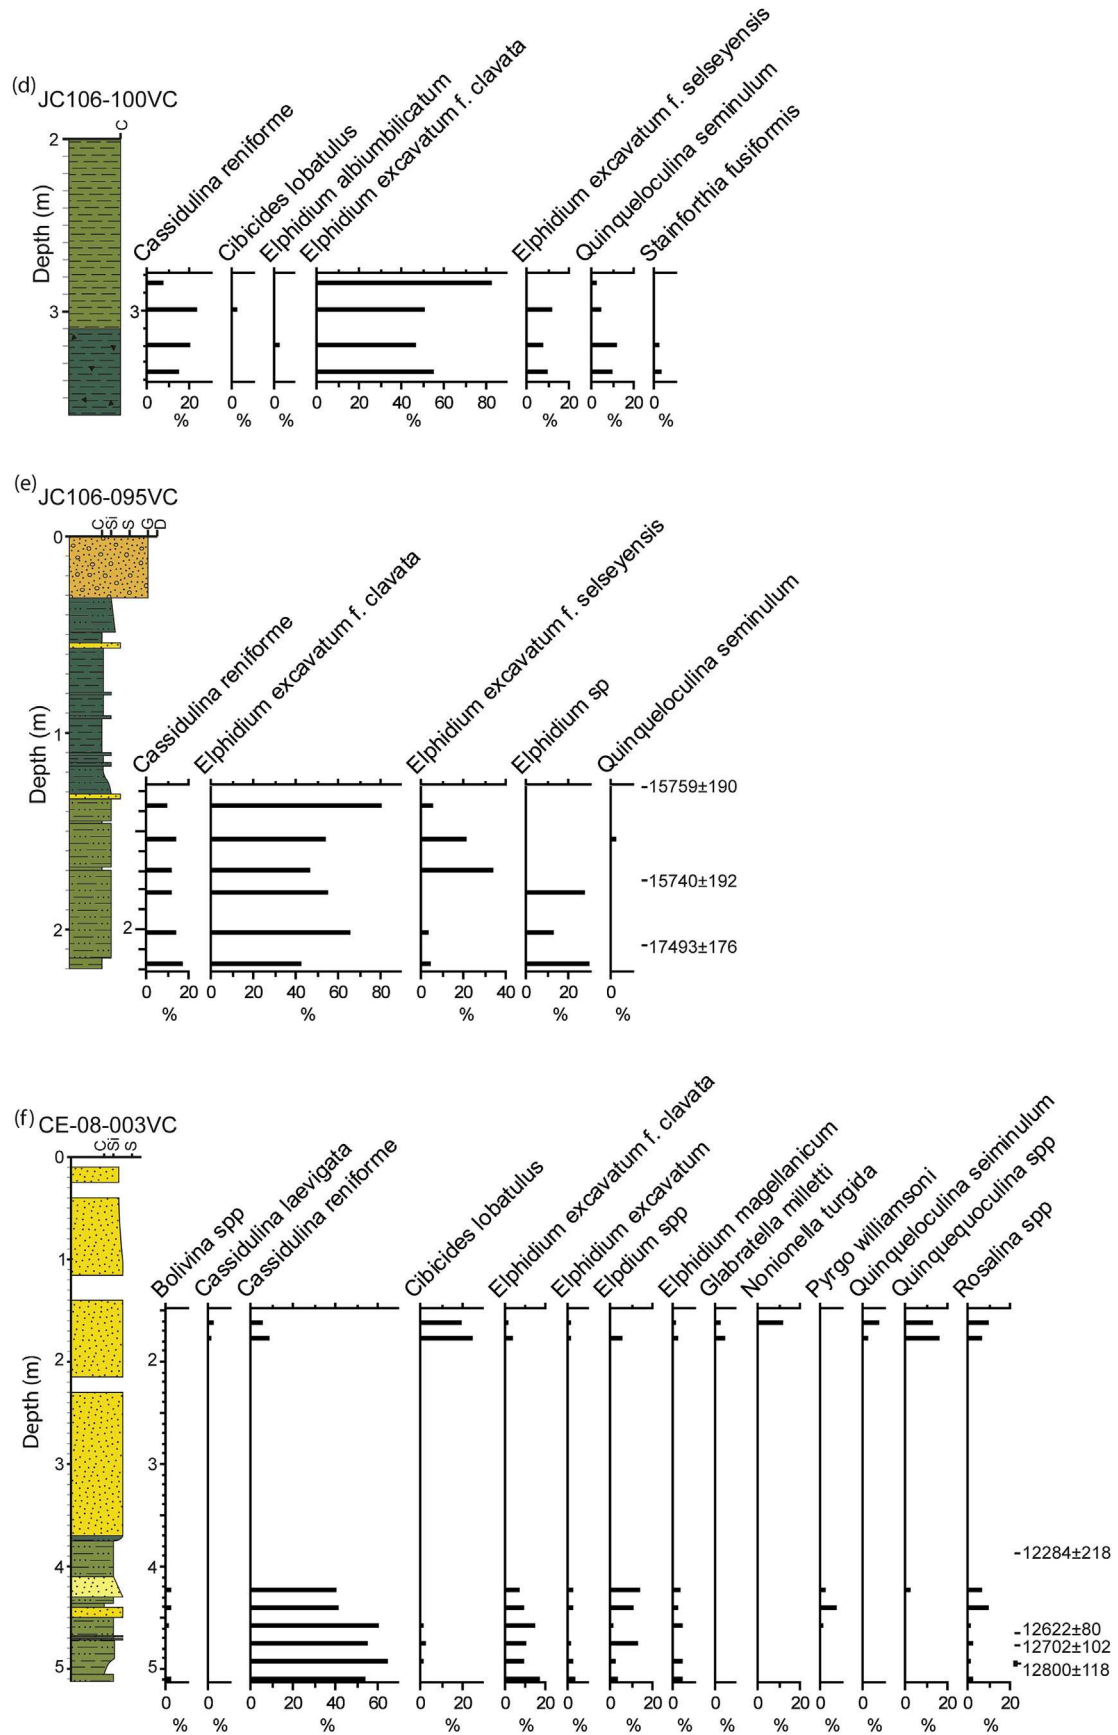 (d) JC106-100VC
C
Cassidulina reniforme
Cibicides lobatulus
Elphidium albiumbilicatum
Elphidium excavatum f. clavata
Elphidium excavatum f. selseyensis
Quinqueloculina seminulum
Stainforthia fusiformis
Depth (m)
2
3
3
0 20 0 0 0 20 40 60 80 0 20 0 20 0
% % % % % % %
(e) JC106-095VC
C Si S G D
Cassidulina reniforme
Elphidium excavatum f. clavata
Elphidium excavatum f. selseyensis
Elphidium sp
Quinqueloculina seminulum
Depth (m)
0
1
2
2
-15759±190
-15740±192
-17493±176
0 20 0 20 40 60 80 0 20 40 0 20 0
% % % % %
(f) CE-08-003VC
C Si S
Bolivina spp
Cassidulina laevigata
Cassidulina reniforme
Cibicides lobatulus
Elphidium excavatum f. clavata
Elphidium excavatum
Elpdium spp
Elphidium magellanicum
Glabratella milletti
Nonionella turgida
Pyrgo williamsoni
Quinqueloculina seiminulum
Quinquequoculina spp
Rosalina spp
Depth (m)
0
1
2
3
4
5
2
3
4
5
-12284±218
-12622±80
-12702±102
-12800±118
0 0 0 20 40 60 0 20 0 20 0 0 20 0 0 0 20 0 0 0 20 0 20
% % % % % % % % % % % % % %